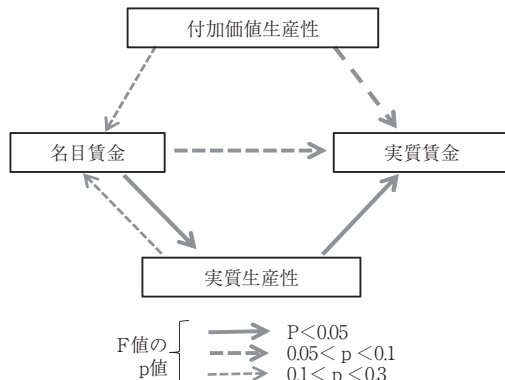 付加価値生産性
名目賃金
実質賃金
実質生産性
F値の
p値
P<0.05
0.05< p <0.1
0.1< p <0.3